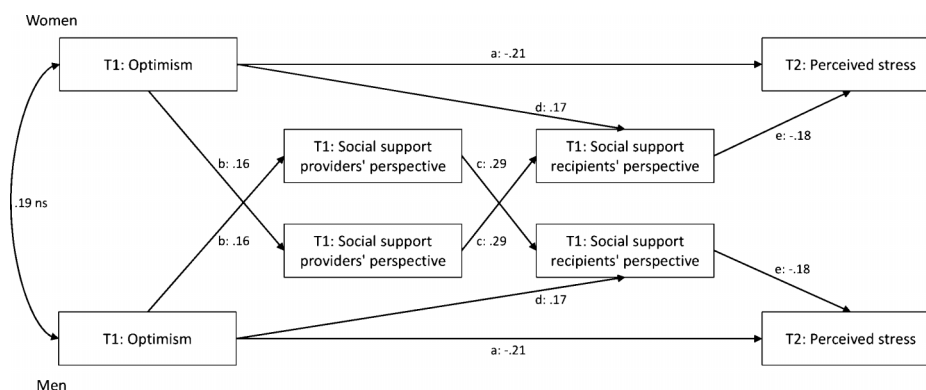 Women
T1: Optimism
a: -.21
T2: Perceived stress
d: .17
b: .16
T1: Social support
providers' perspective
c: .29
T1: Social support
recipients' perspective
e: -.18
.19 ns
b: .16
T1: Social support
providers' perspective
c: .29
T1: Social support
recipients' perspective
e: -.18
d: .17
T1: Optimism
a: -.21
T2: Perceived stress
Men